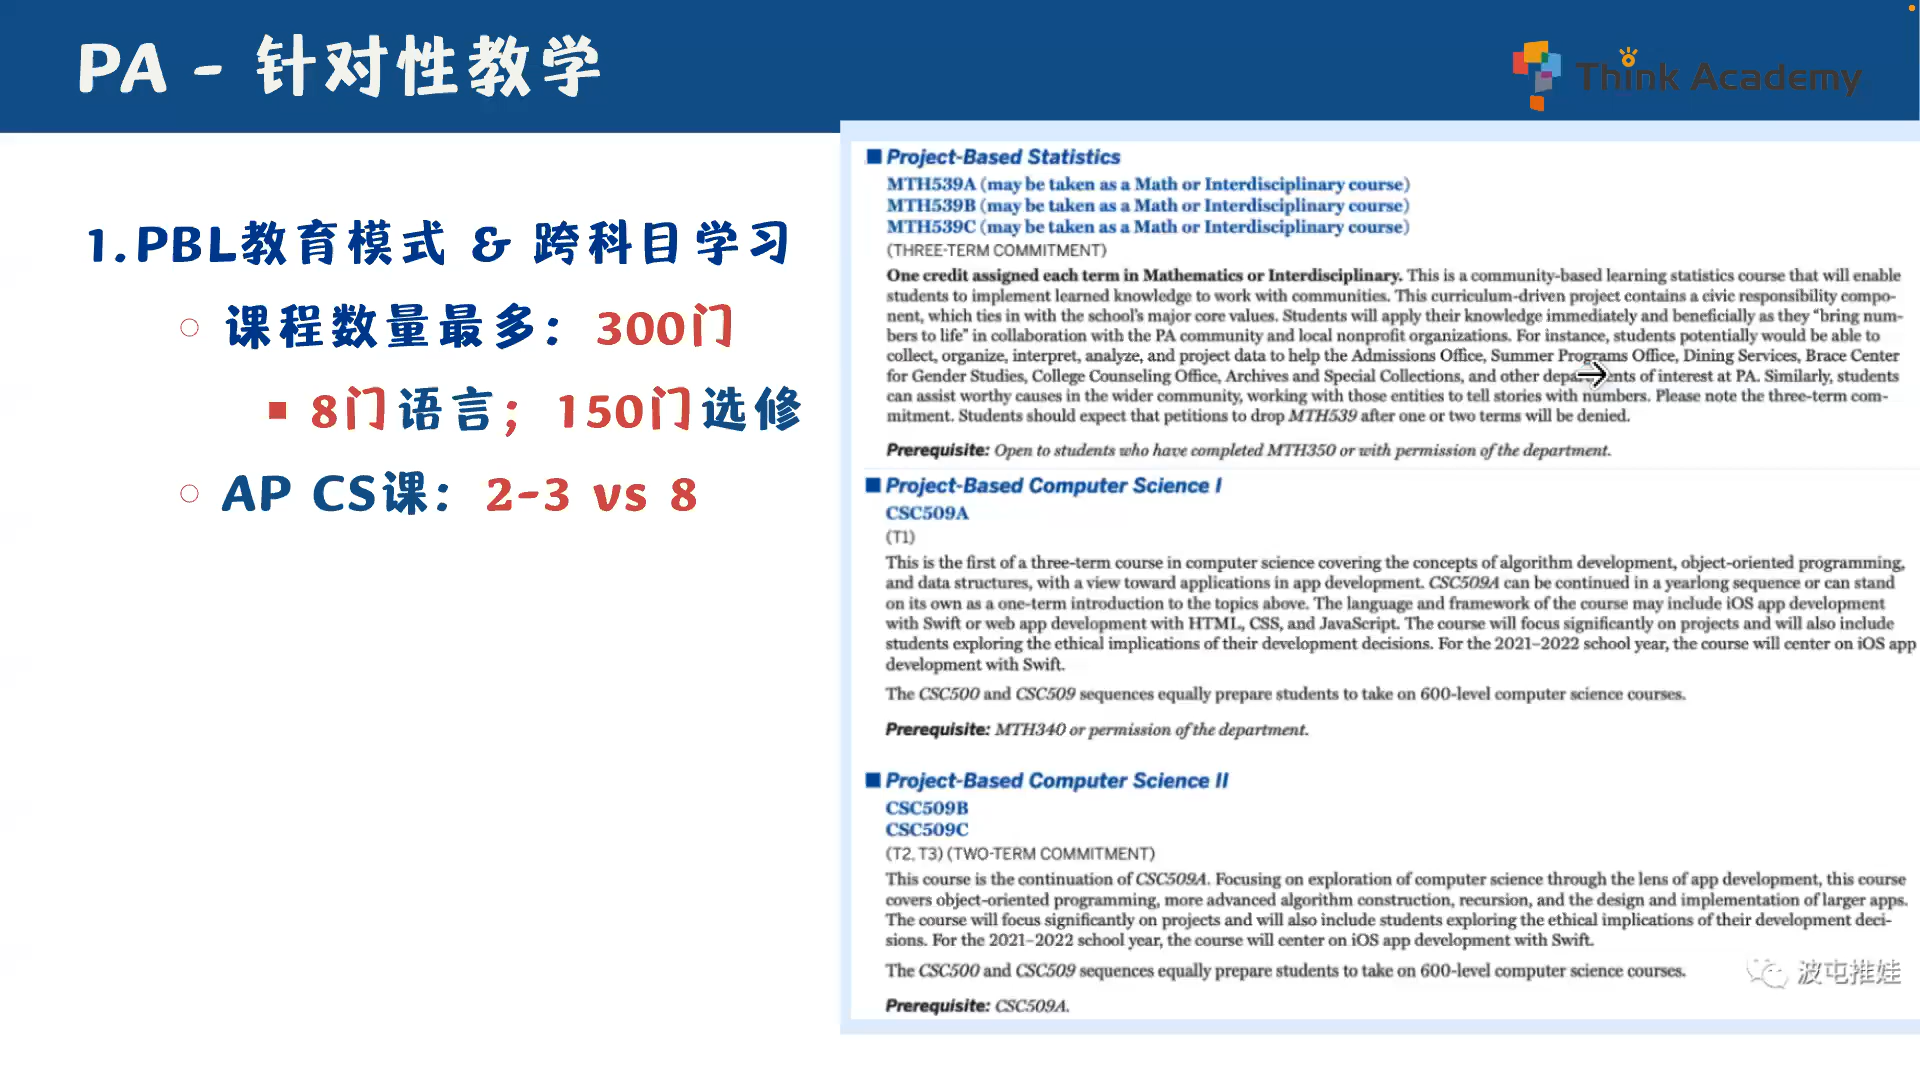 PA - 针对性教学
Think Academy
1.PBL教育模式 & 跨科目学习
课程数量最多：300门
8门语言；150门选修
AP CS课：2-3 vs 8
Project-Based Statistics
MTH539A (may be taken as a Math or Interdisciplinary course)
MTH539B (may be taken as a Math or Interdisciplinary course)
MTH539C (may be taken as a Math or Interdisciplinary course)
(THREE-TERM COMMITMENT)
One credit assigned each term in Mathematics or Interdisciplinary. This is a community-based learning statistics course that will enable
students to implement learned knowledge to work with communities. This curriculum-driven project contains a civic responsibility compo-
nent, which ties in with the school's major core values. Students will apply their knowledge immediately and beneficially as they “bring num-
bers to life” in collaboration with the PA community and local nonprofit organizations. For instance, students potentially would be able to
collect, organize, interpret, analyze, and project data to help the Admissions Office, Summer Programs Office, Dining Services, Brace Center
for Gender Studies, College Counseling Office, Archives and Special Collections, and other departments of interest at PA. Similarly, students
can assist worthy causes in the wider community, working with those entities to tell stories with numbers. Please note the three-term com-
mitment. Students should expect that petitions to drop MTH539 after one or two terms will be denied.
Prerequisite: Open to students who have completed MTH350 or with permission of the department.
Project-Based Computer Science I
CSC509A
(T1)
This is the first of a three-term course in computer science covering the concepts of algorithm development, object-oriented programming,
and data structures, with a view toward applications in app development. CSC509A can be continued in a yearlong sequence or can stand
on its own as a one-term introduction to the topics above. The language and framework of the course may include iOS app development
with Swift or web app development with HTML, CSS, and JavaScript. The course will focus significantly on projects and will also include
students exploring the ethical implications of their development decisions. For the 2021–2022 school year, the course will center on iOS app
development with Swift.
The CSC500 and CSC509 sequences equally prepare students to take on 600-level computer science courses.
Prerequisite: MTH340 or permission of the department.
Project-Based Computer Science II
CSC509B
CSC509C
(T2, T3) (TWO-TERM COMMITMENT)
This course is the continuation of CSC509A. Focusing on exploration of computer science through the lens of app development, this course
covers object-oriented programming, more advanced algorithm construction, recursion, and the design and implementation of larger apps.
The course will focus significantly on projects and will also include students exploring the ethical implications of their development deci-
sions. For the 2021–2022 school year, the course will center on iOS app development with Swift.
The CSC500 and CSC509 sequences equally prepare students to take on 600-level computer science courses.
波屯推娃
Prerequisite: CSC509A.